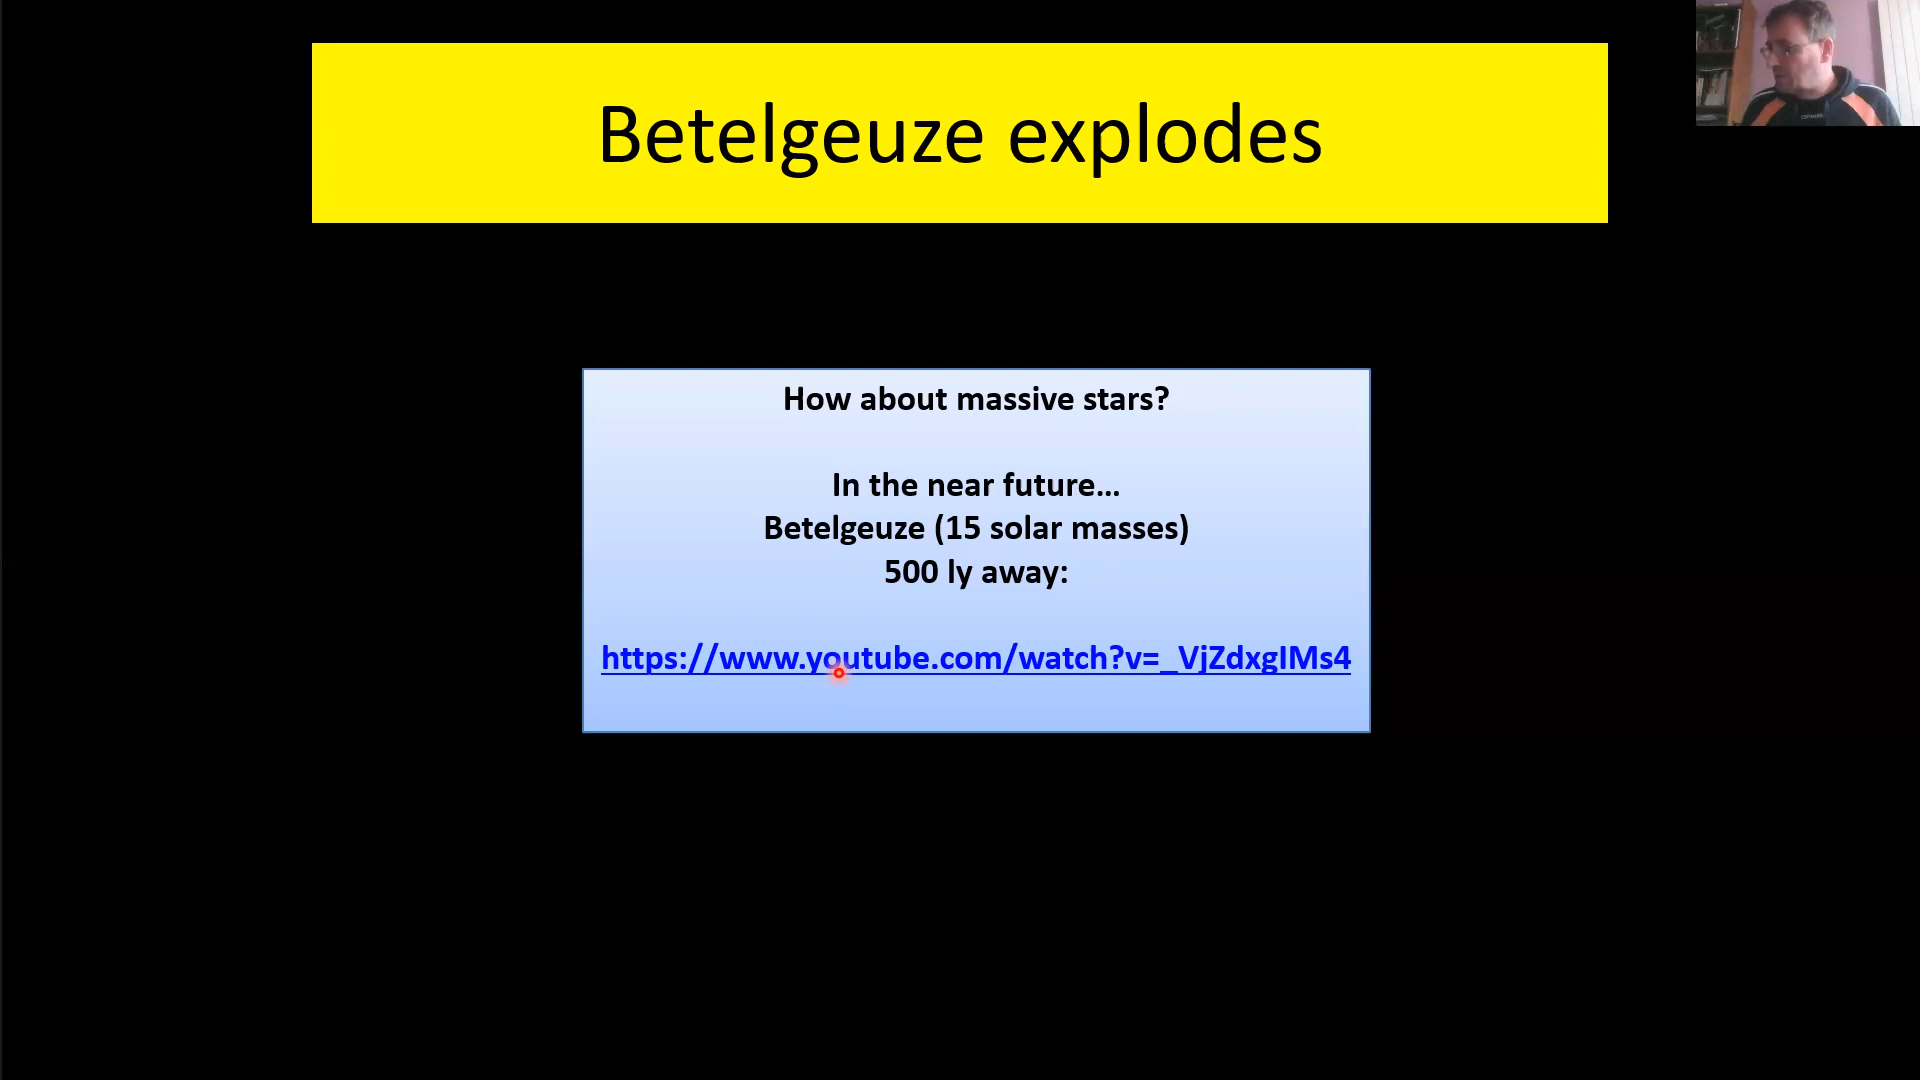 Betelgeuze explodes
How about massive stars?
In the near future...
Betelgeuze (15 solar masses)
500 ly away:
https://www.youtube.com/watch?v=_VjZdxgIMs4